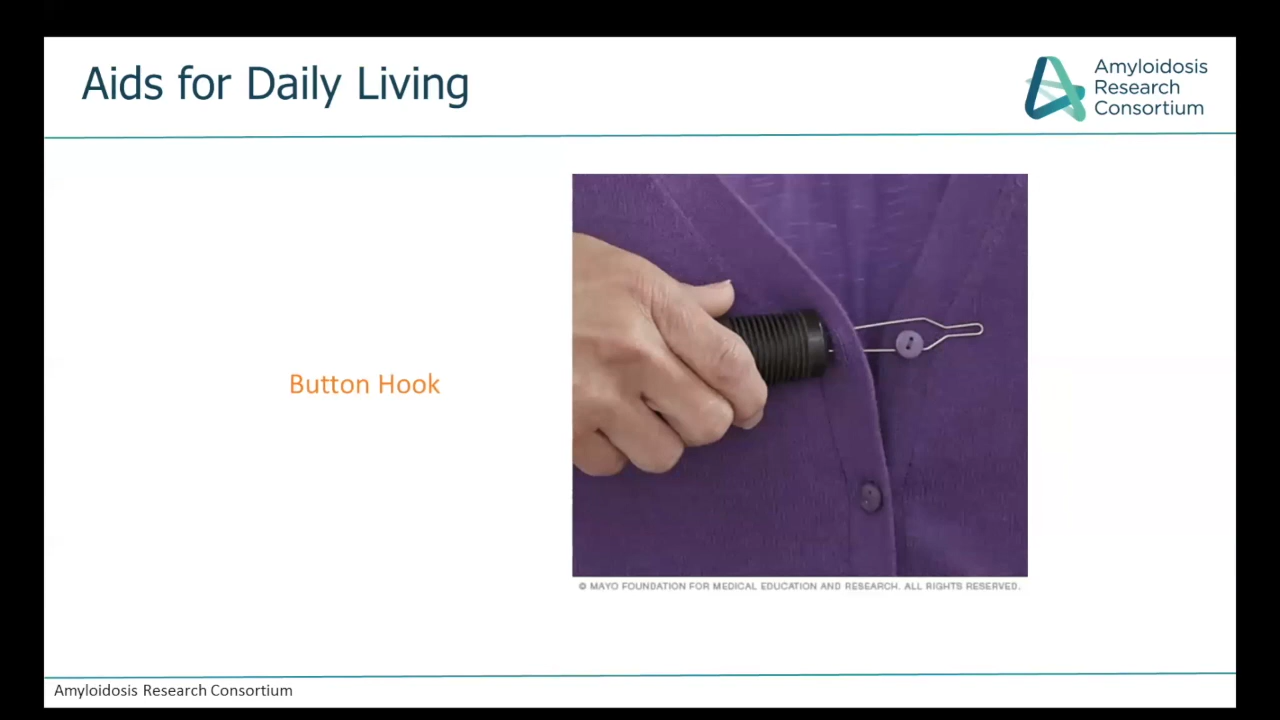 Aids for Daily Living
Amyloidosis
Research
Consortium
Button Hook
© MAYO FOUNDATION FOR MEDICAL EDUCATION AND RESEARCH. ALL RIGHTS RESERVED.
Amyloidosis Research Consortium